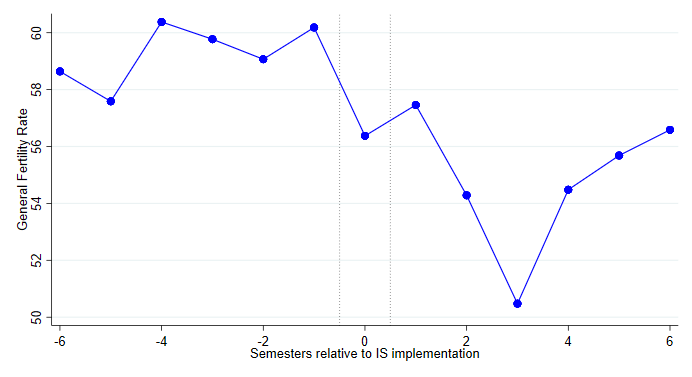 General Fertility Rate
60
58
56
54
52
50
-6 -4 -2 0 2 4 6
Semesters relative to IS implementation